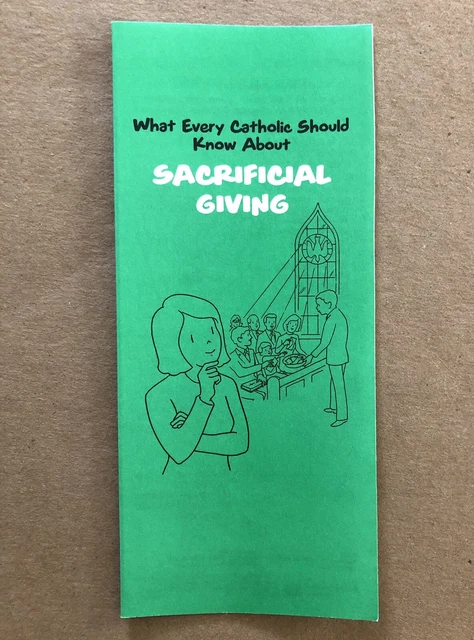 What Every Catholic Should
Know About
SACRIFICIAL
GIVING